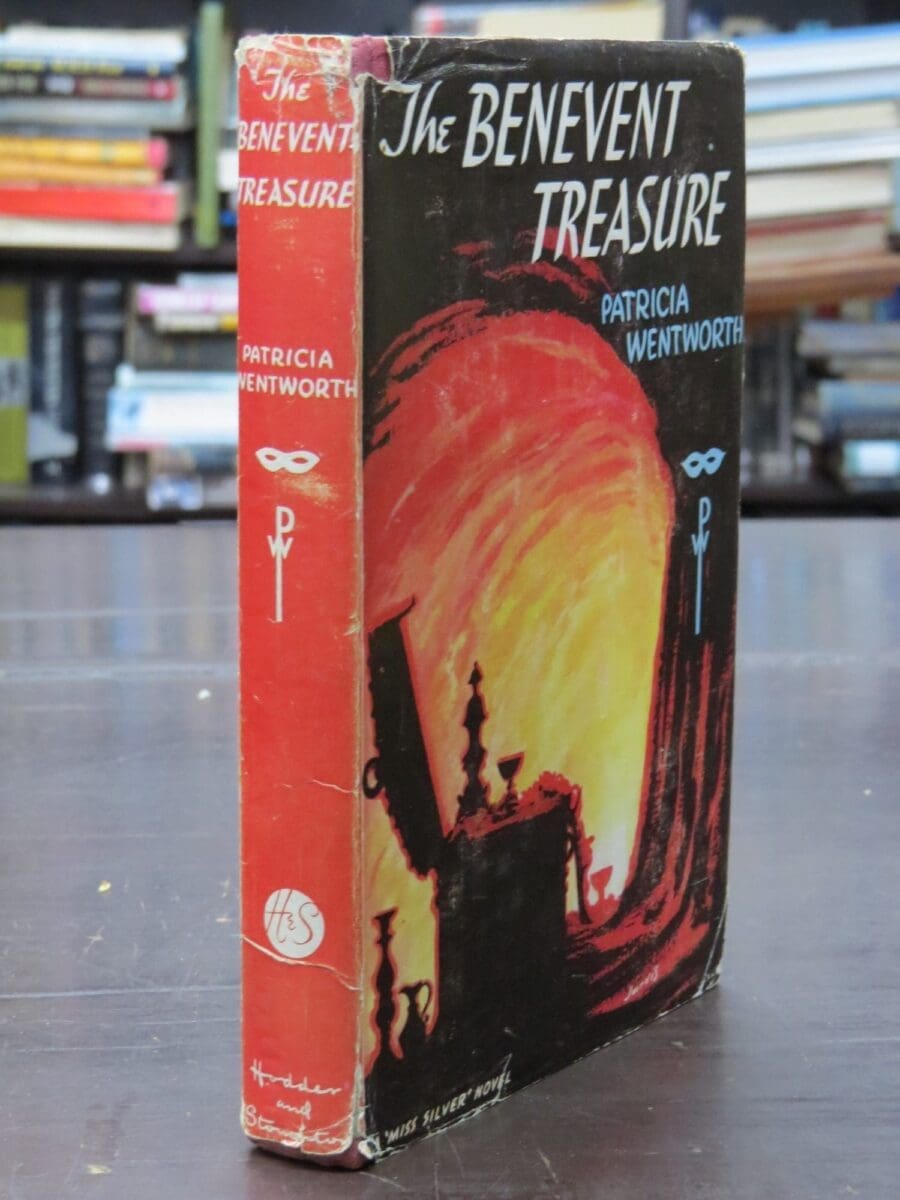 The
BENEVENT
TREASURE
PATRICIA
WENTWORTH
PW
H&S
Hodder
and
Stoughton
The BENEVENT
TREASURE
PATRICIA
WENTWORTH
PW
'MISS SILVER' NOVEL